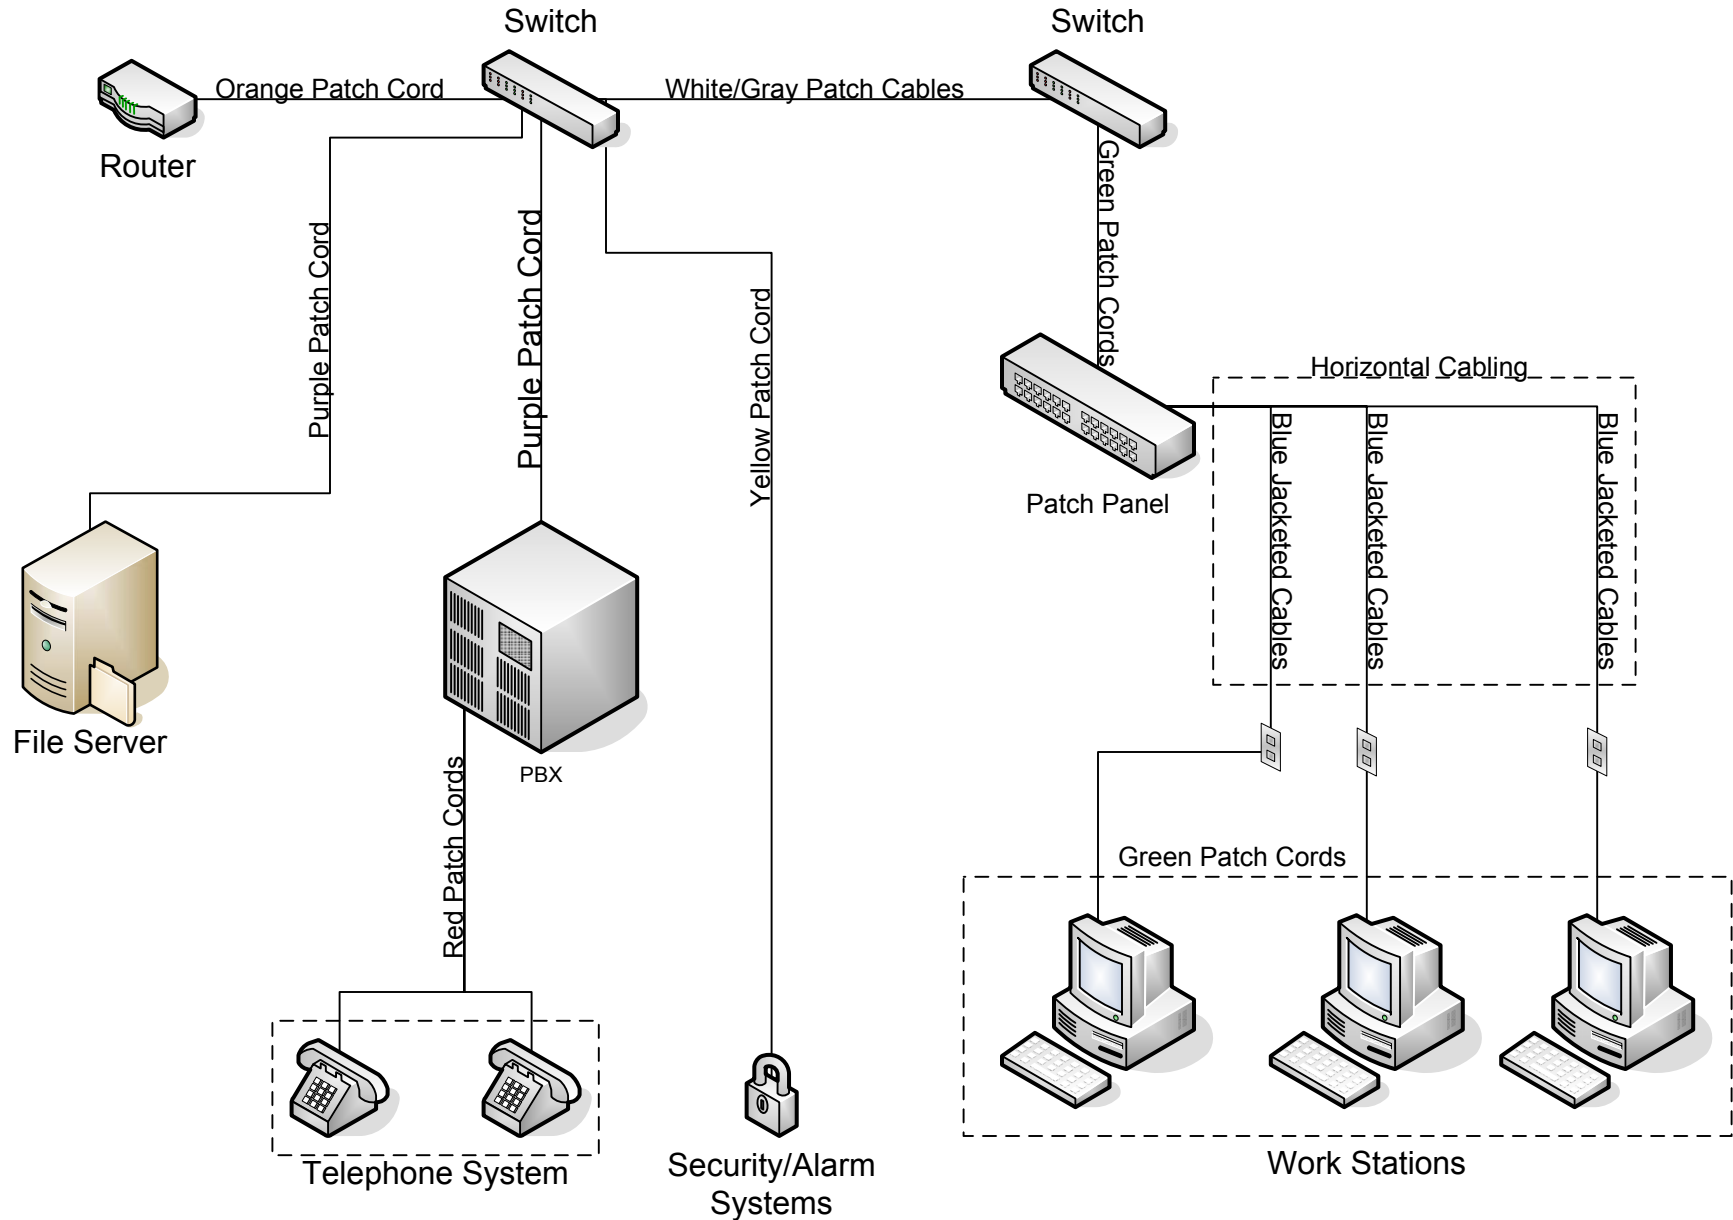 Switch
Switch
Orange Patch Cord
White/Gray Patch Cables
Router
Green Patch Cords
Purple Patch Cord
Purple Patch Cord
Yellow Patch Cord
Horizontal Cabling
Blue Jacketed Cables
Blue Jacketed Cables
Blue Jacketed Cables
Patch Panel
File Server
PBX
Red Patch Cords
Green Patch Cords
Telephone System
Security/Alarm
Systems
Work Stations